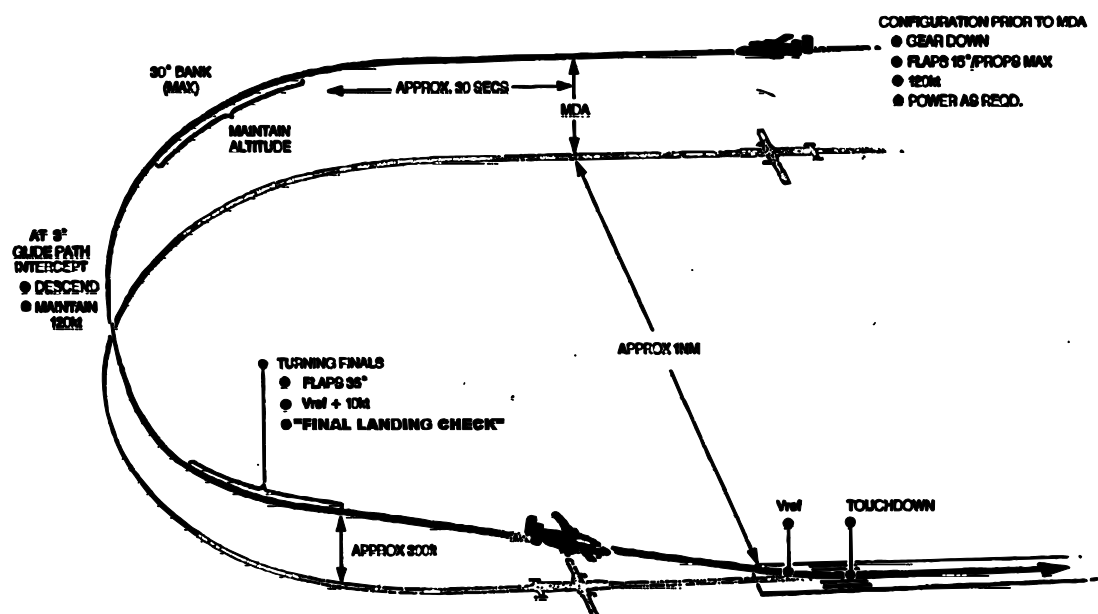 CONFIGURATION PRIOR TO MDA
GEAR DOWN
FLAPS 15°/PROPS MAX
120kt
POWER AS REQD.
30° BANK
(MAX)
APPROX. 30 SECS
MDA
MAINTAIN
ALTITUDE
AT 3°
GLIDE PATH
INTERCEPT
DESCEND
MAINTAIN
120kt
APPROX 1NM
TURNING FINALS
FLAPS 35°
Vref + 10kt
"FINAL LANDING CHECK"
Vref
TOUCHDOWN
APPROX 300ft